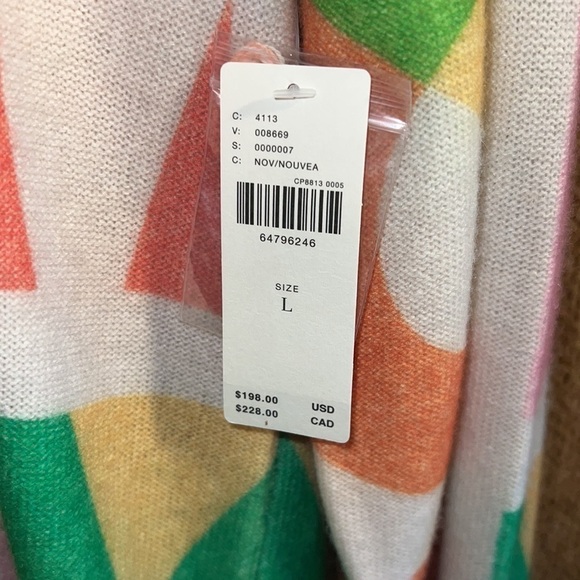 C: 4113
V: 008669
S: 0000007
C: NOV/NOUVEA
CP8813 0005
64796246
SIZE
L
$198.00 USD
$228.00 CAD